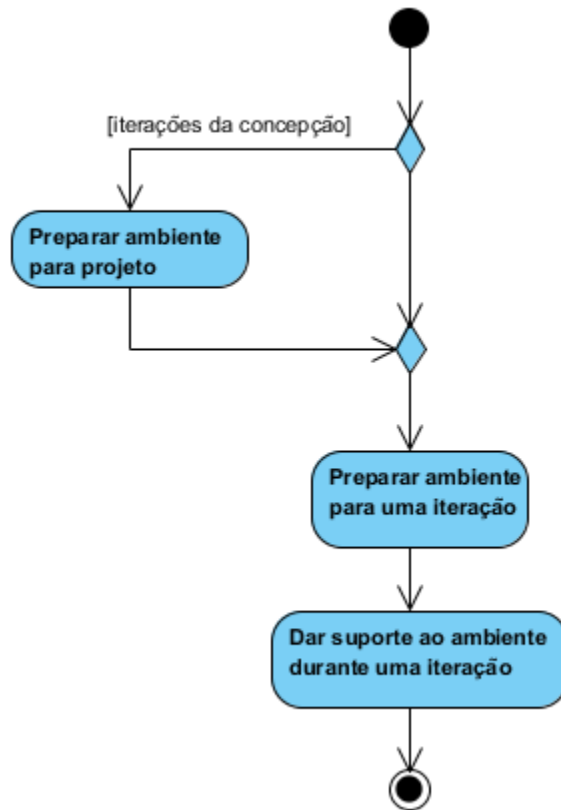 [iterações da concepção]
Preparar ambiente
para projeto
Preparar ambiente
para uma iteração
Dar suporte ao ambiente
durante uma iteração